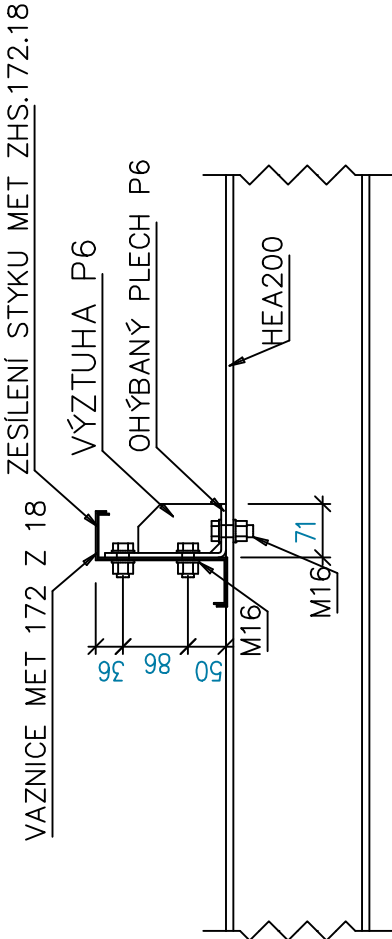 ZESÍLENÍ STYKU MET ZHS.172.18
VAZNICE MET 172 Z 18
VÝZTUHA P6
OHÝBANÝ PLECH P6
HEA200
36
86
50
71
M16
M16